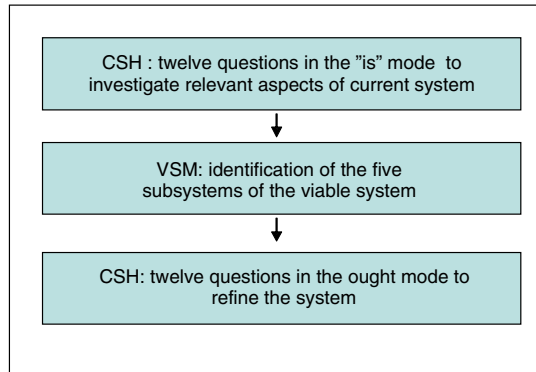 CSH : twelve questions in the ”is” mode  to
investigate relevant aspects of current system
VSM: identification of the five
subsystems of the viable system
CSH: twelve questions in the ought mode to
refine the system